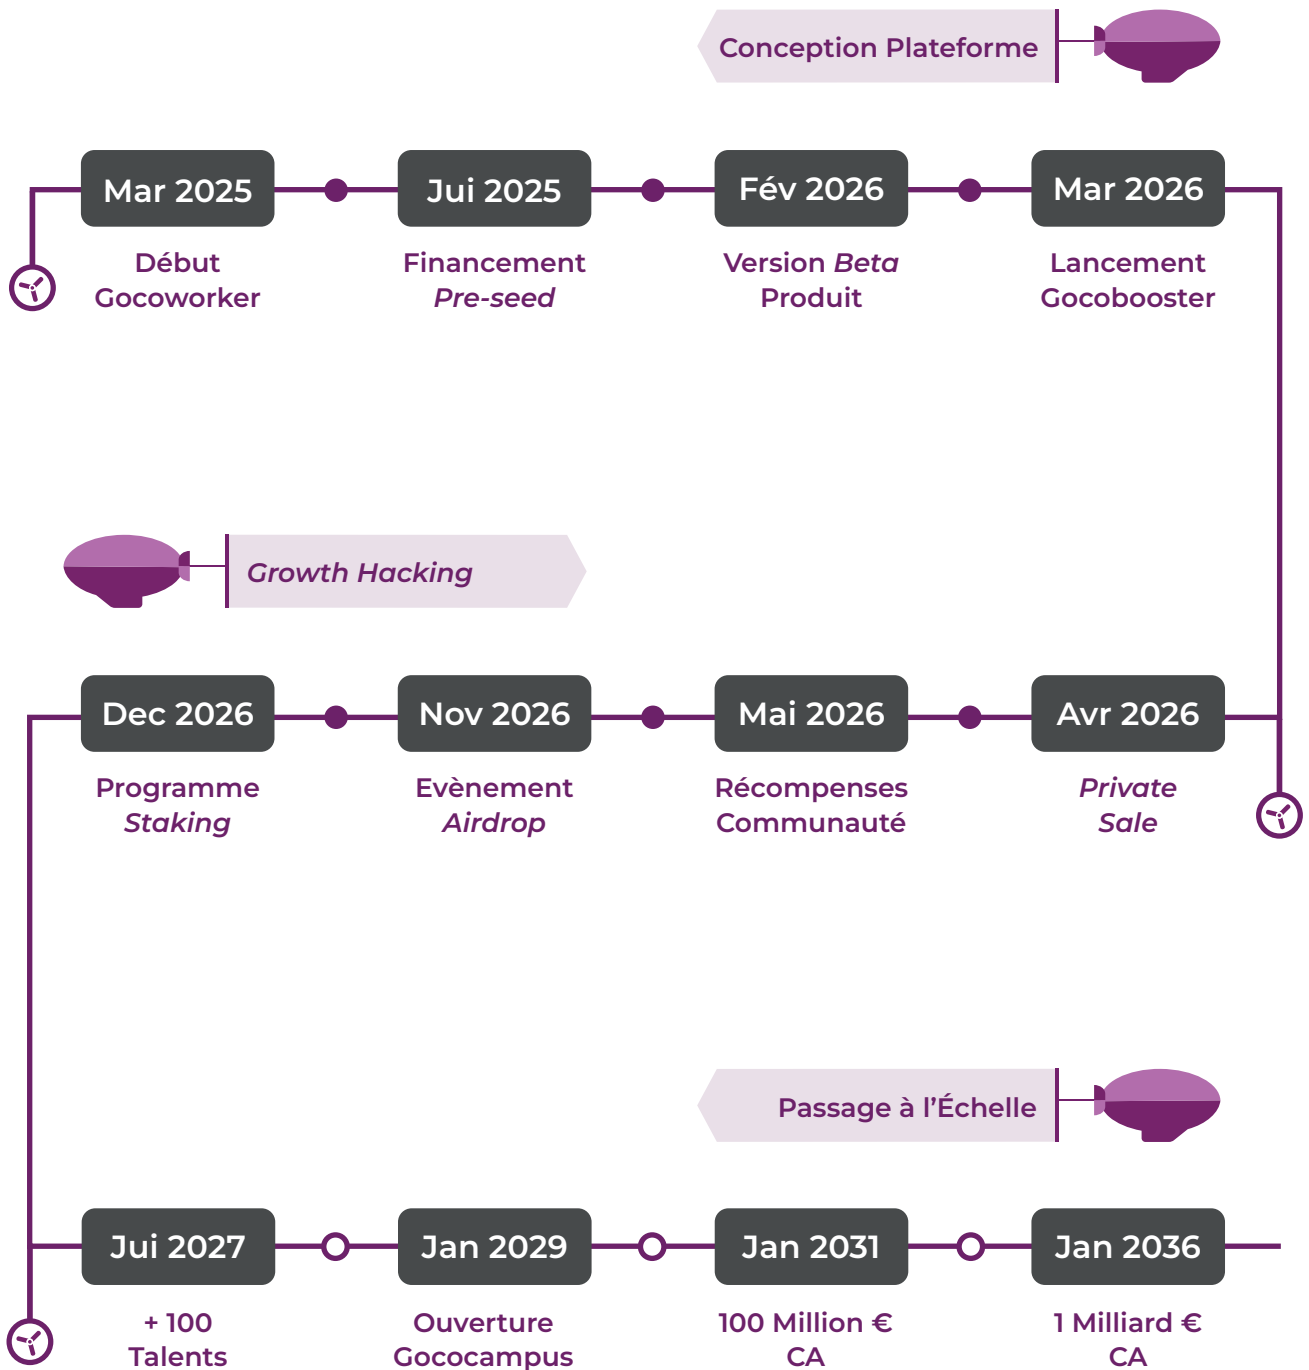 Conception Plateforme
Mar 2025
Jui 2025
Fév 2026
Mar 2026
Début
Gocoworker
Financement
Pre-seed
Version Beta
Produit
Lancement
Gocobooster
Growth Hacking
Dec 2026
Nov 2026
Mai 2026
Avr 2026
Programme
Staking
Evènement
Airdrop
Récompenses
Communauté
Private
Sale
Passage à l’Échelle
Jui 2027
Jan 2029
Jan 2031
Jan 2036
+ 100
Talents
Ouverture
Gococampus
100 Million €
CA
1 Milliard €
CA